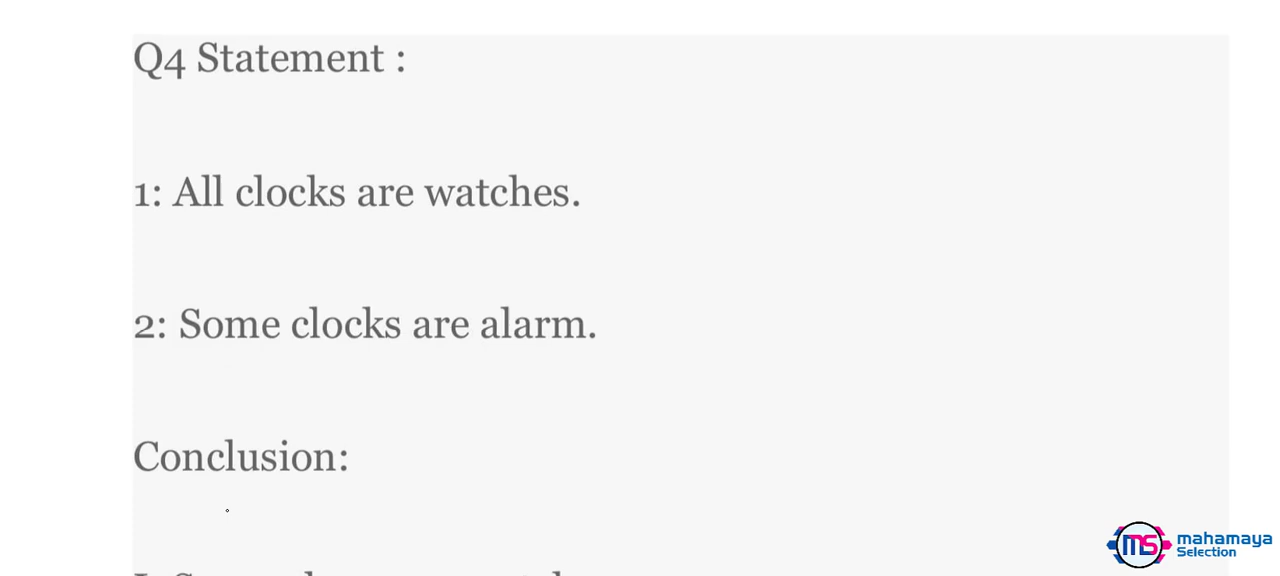 Q4 Statement :
1: All clocks are watches.
2: Some clocks are alarm.
Conclusion:
mahamaya
Selection